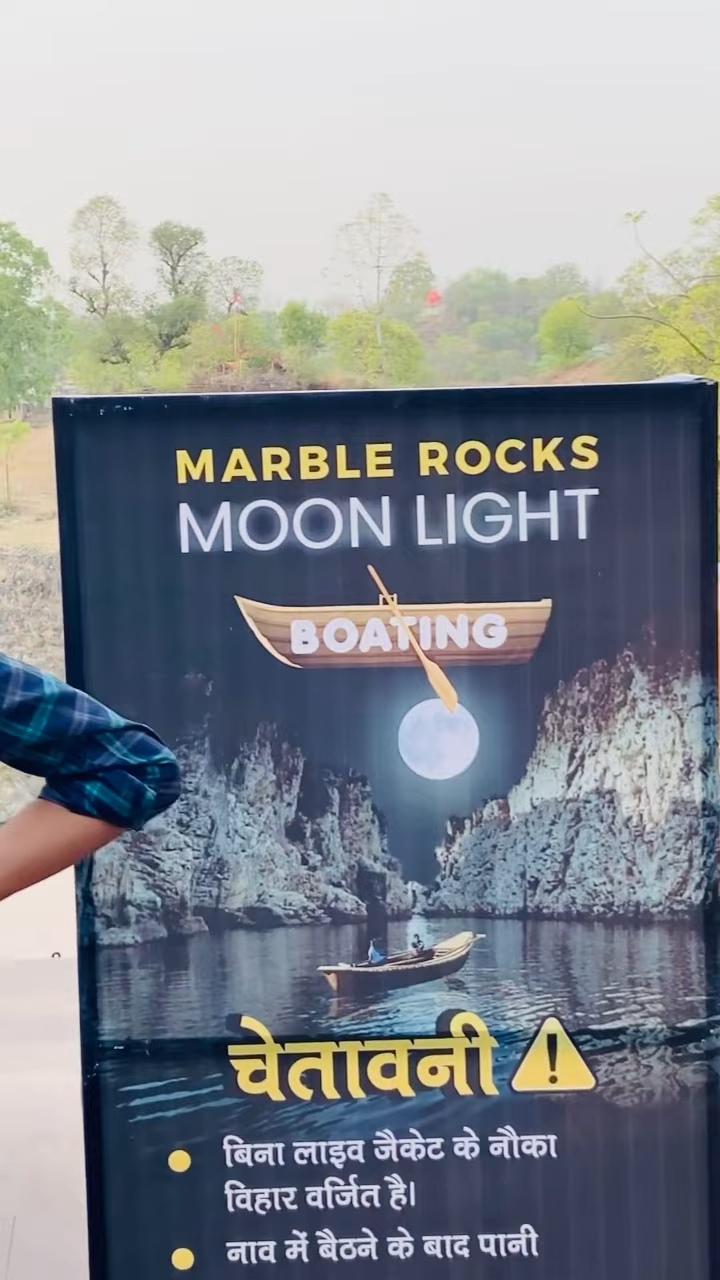 MARBLE ROCKS
MOON LIGHT
BOATING
चेतावनी
बिना लाइव जैकेट के नौका
विहार वर्जित है।
नाव में बैठने के बाद पानी